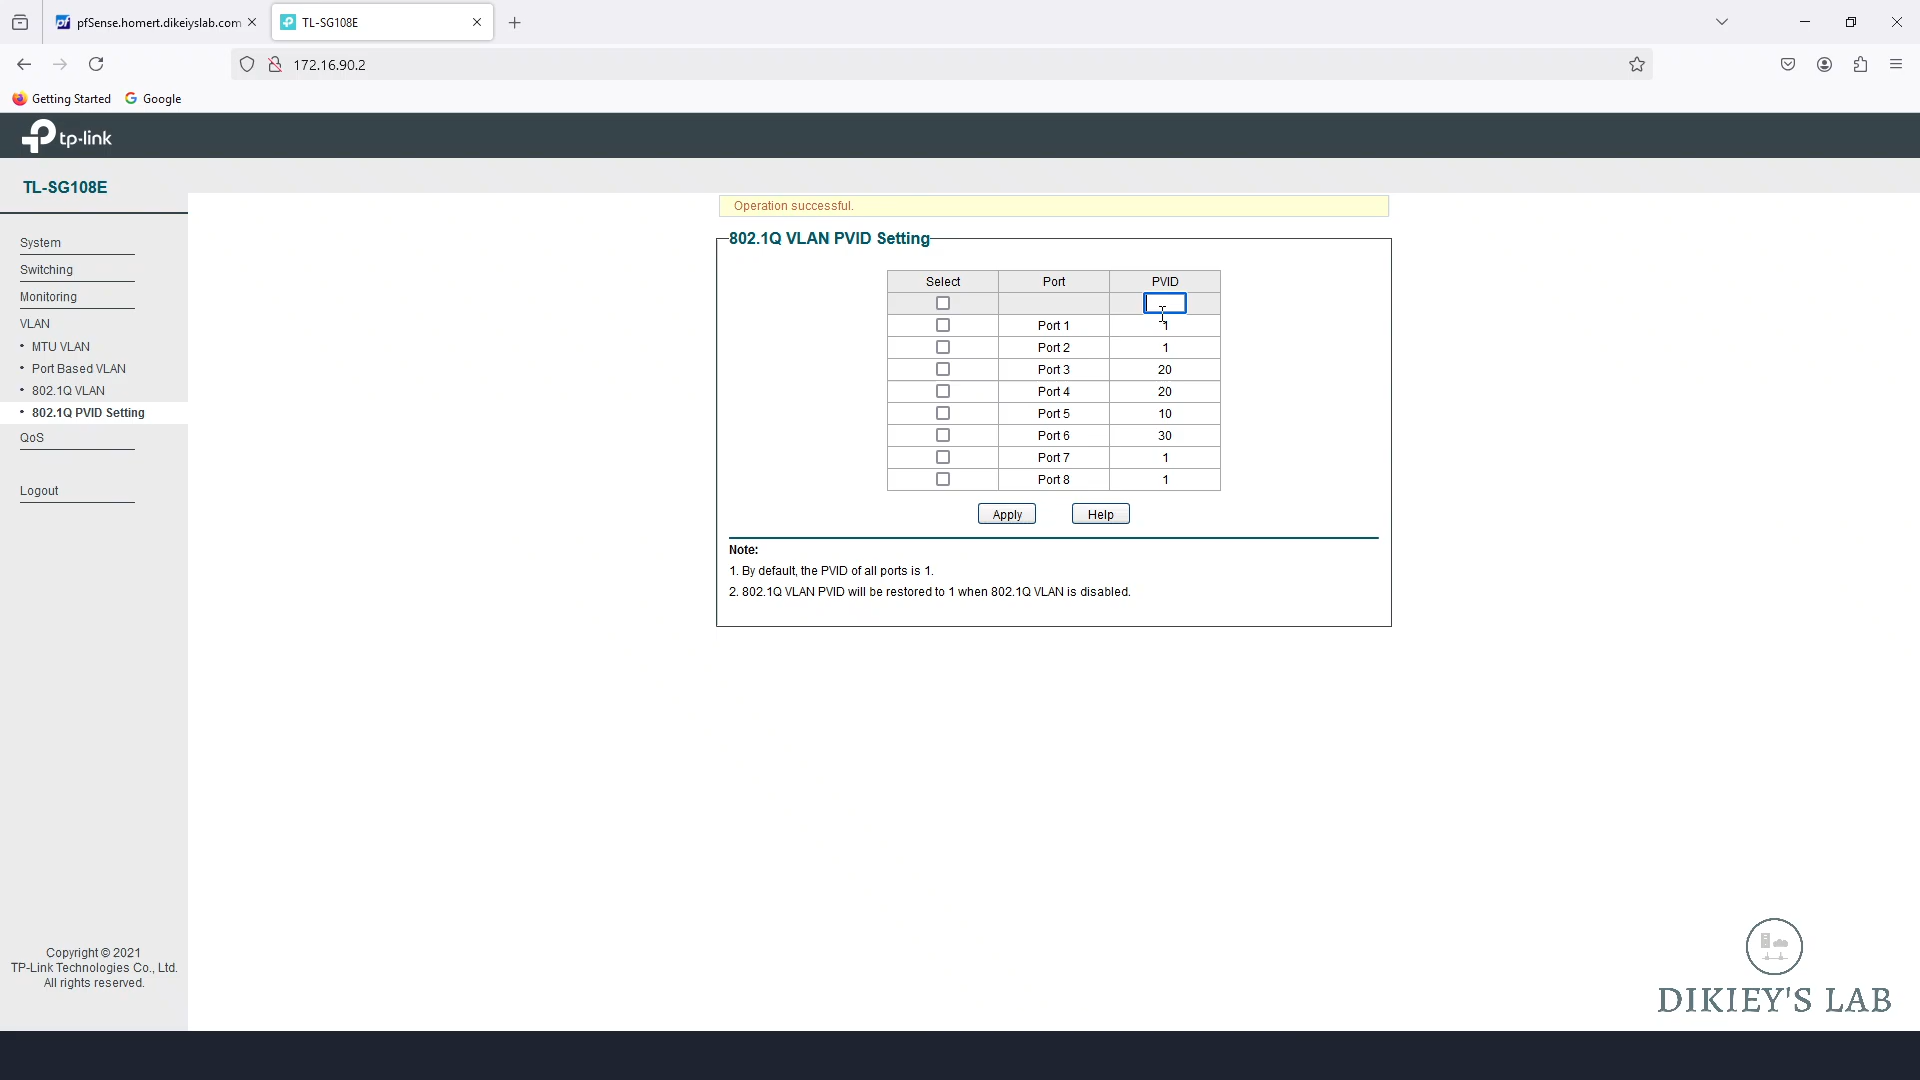 pfSense.homert.dikeiyslab.com
TL-SG108E
172.16.90.2
Getting Started
Google
tp-link
TL-SG108E
System
Switching
Monitoring
VLAN
• MTU VLAN
• Port Based VLAN
• 802.1Q VLAN
• 802.1Q PVID Setting
QoS
Logout
Copyright © 2021
TP-Link Technologies Co., Ltd.
All rights reserved.
Operation successful.
802.1Q VLAN PVID Setting
Select Port PVID
Port 1 1
Port 2 1
Port 3 20
Port 4 20
Port 5 10
Port 6 30
Port 7 1
Port 8 1
Apply Help
Note:
1. By default, the PVID of all ports is 1.
2. 802.1Q VLAN PVID will be restored to 1 when 802.1Q VLAN is disabled.
DIKIEY'S LAB